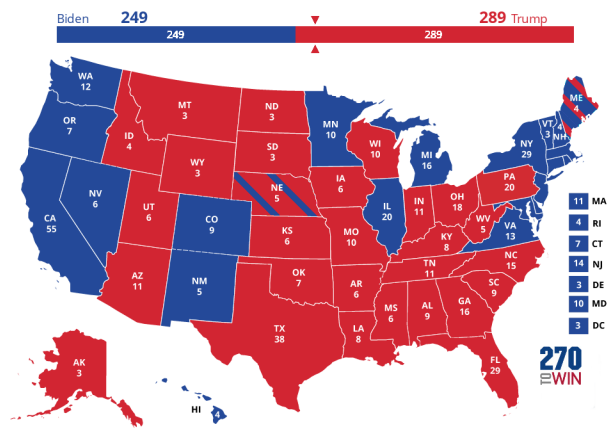 Biden 249
289 Trump
249
289
WA
12
OR
7
CA
55
NV
6
ID
4
MT
3
WY
3
UT
6
AZ
11
CO
9
NM
5
ND
3
SD
3
NE
5
KS
6
OK
7
TX
38
MN
10
IA
6
MO
10
AR
6
LA
8
WI
10
IL
20
MI
16
IN
11
OH
18
KY
8
TN
11
MS
6
AL
9
GA
16
FL
29
SC
9
NC
15
VA
13
WV
5
PA
20
NY
29
VT
3
4
NH
ME
4
11 MA
4 RI
7 CT
14 NJ
3 DE
10 MD
3 DC
AK
3
HI
4
270
TO WIN